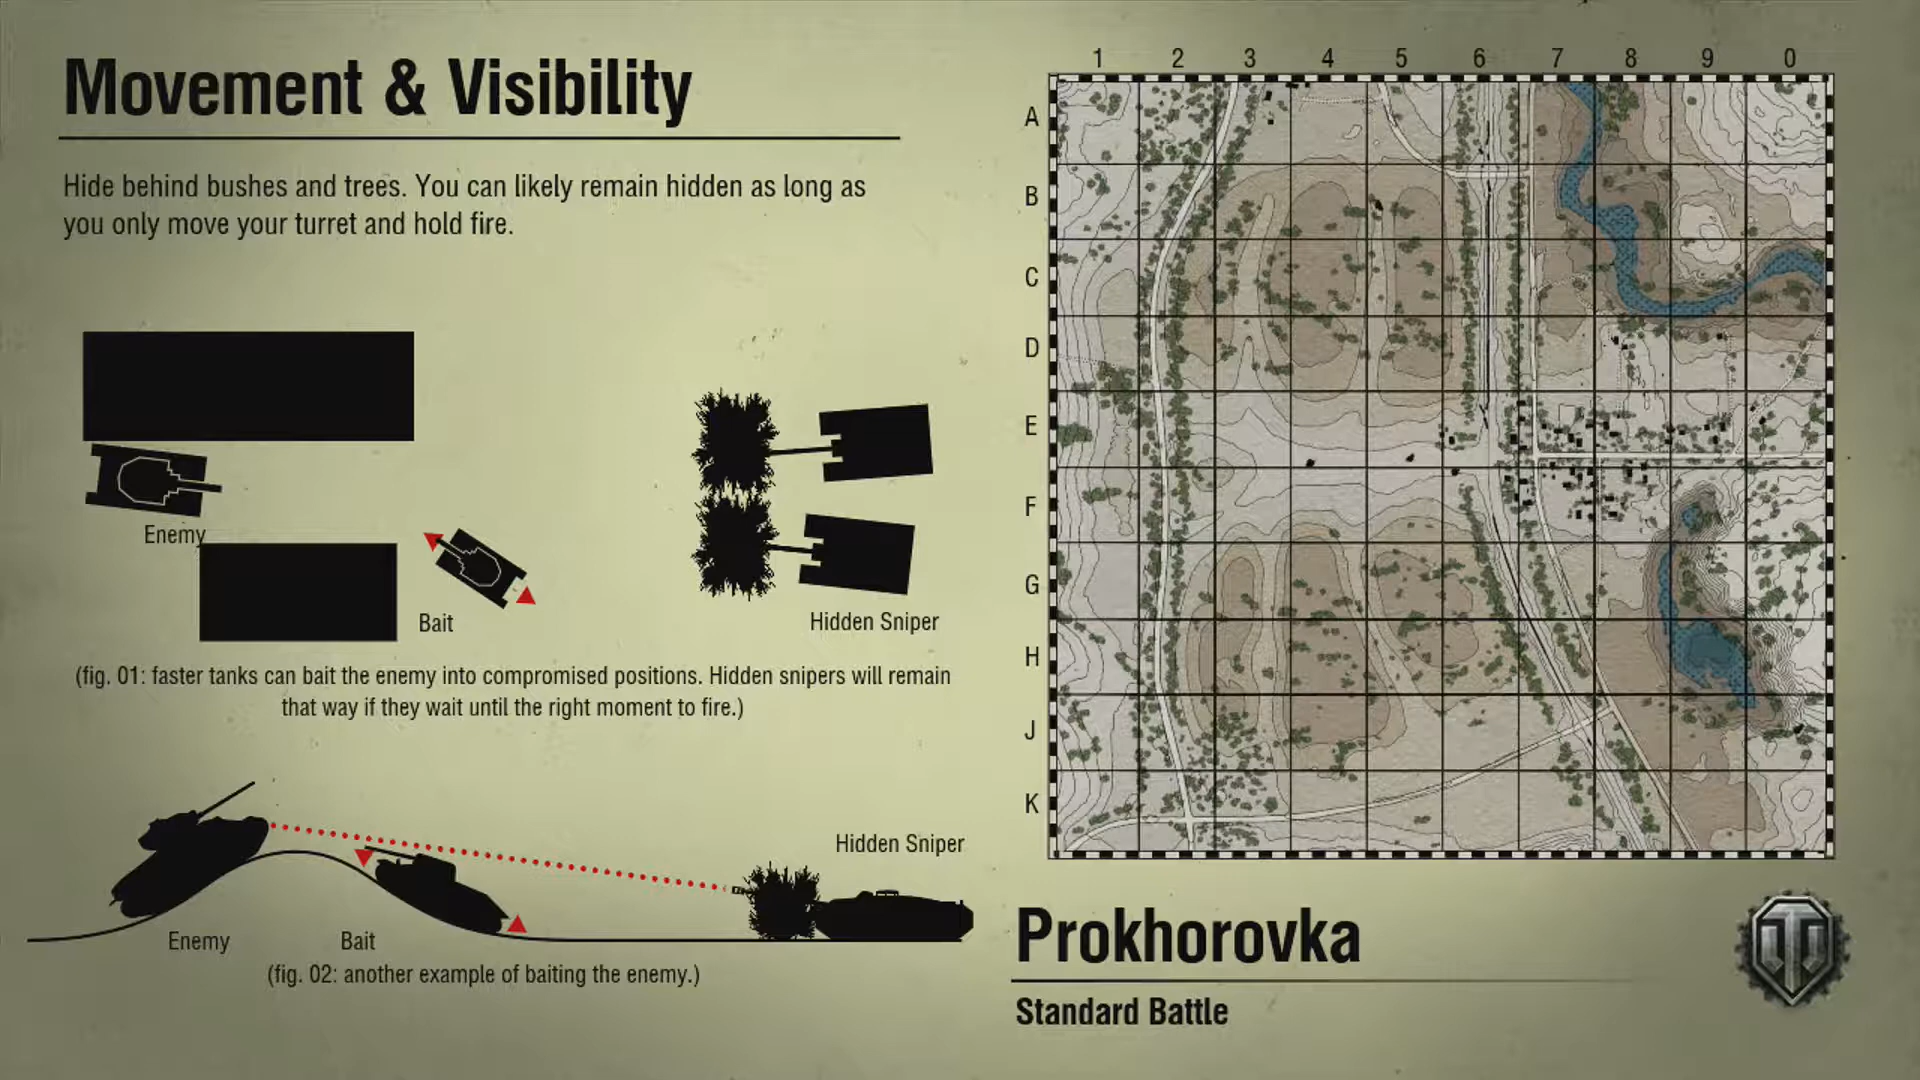 Movement & Visibility
Hide behind bushes and trees. You can likely remain hidden as long as
you only move your turret and hold fire.
Enemy
Bait
Hidden Sniper
(fig. 01: faster tanks can bait the enemy into compromised positions. Hidden snipers will remain
that way if they wait until the right moment to fire.)
Hidden Sniper
Enemy
Bait
(fig. 02: another example of baiting the enemy.)
1 2 3 4 5 6 7 8 9 0
A
B
C
D
E
F
G
H
J
K
Prokhorovka
Standard Battle